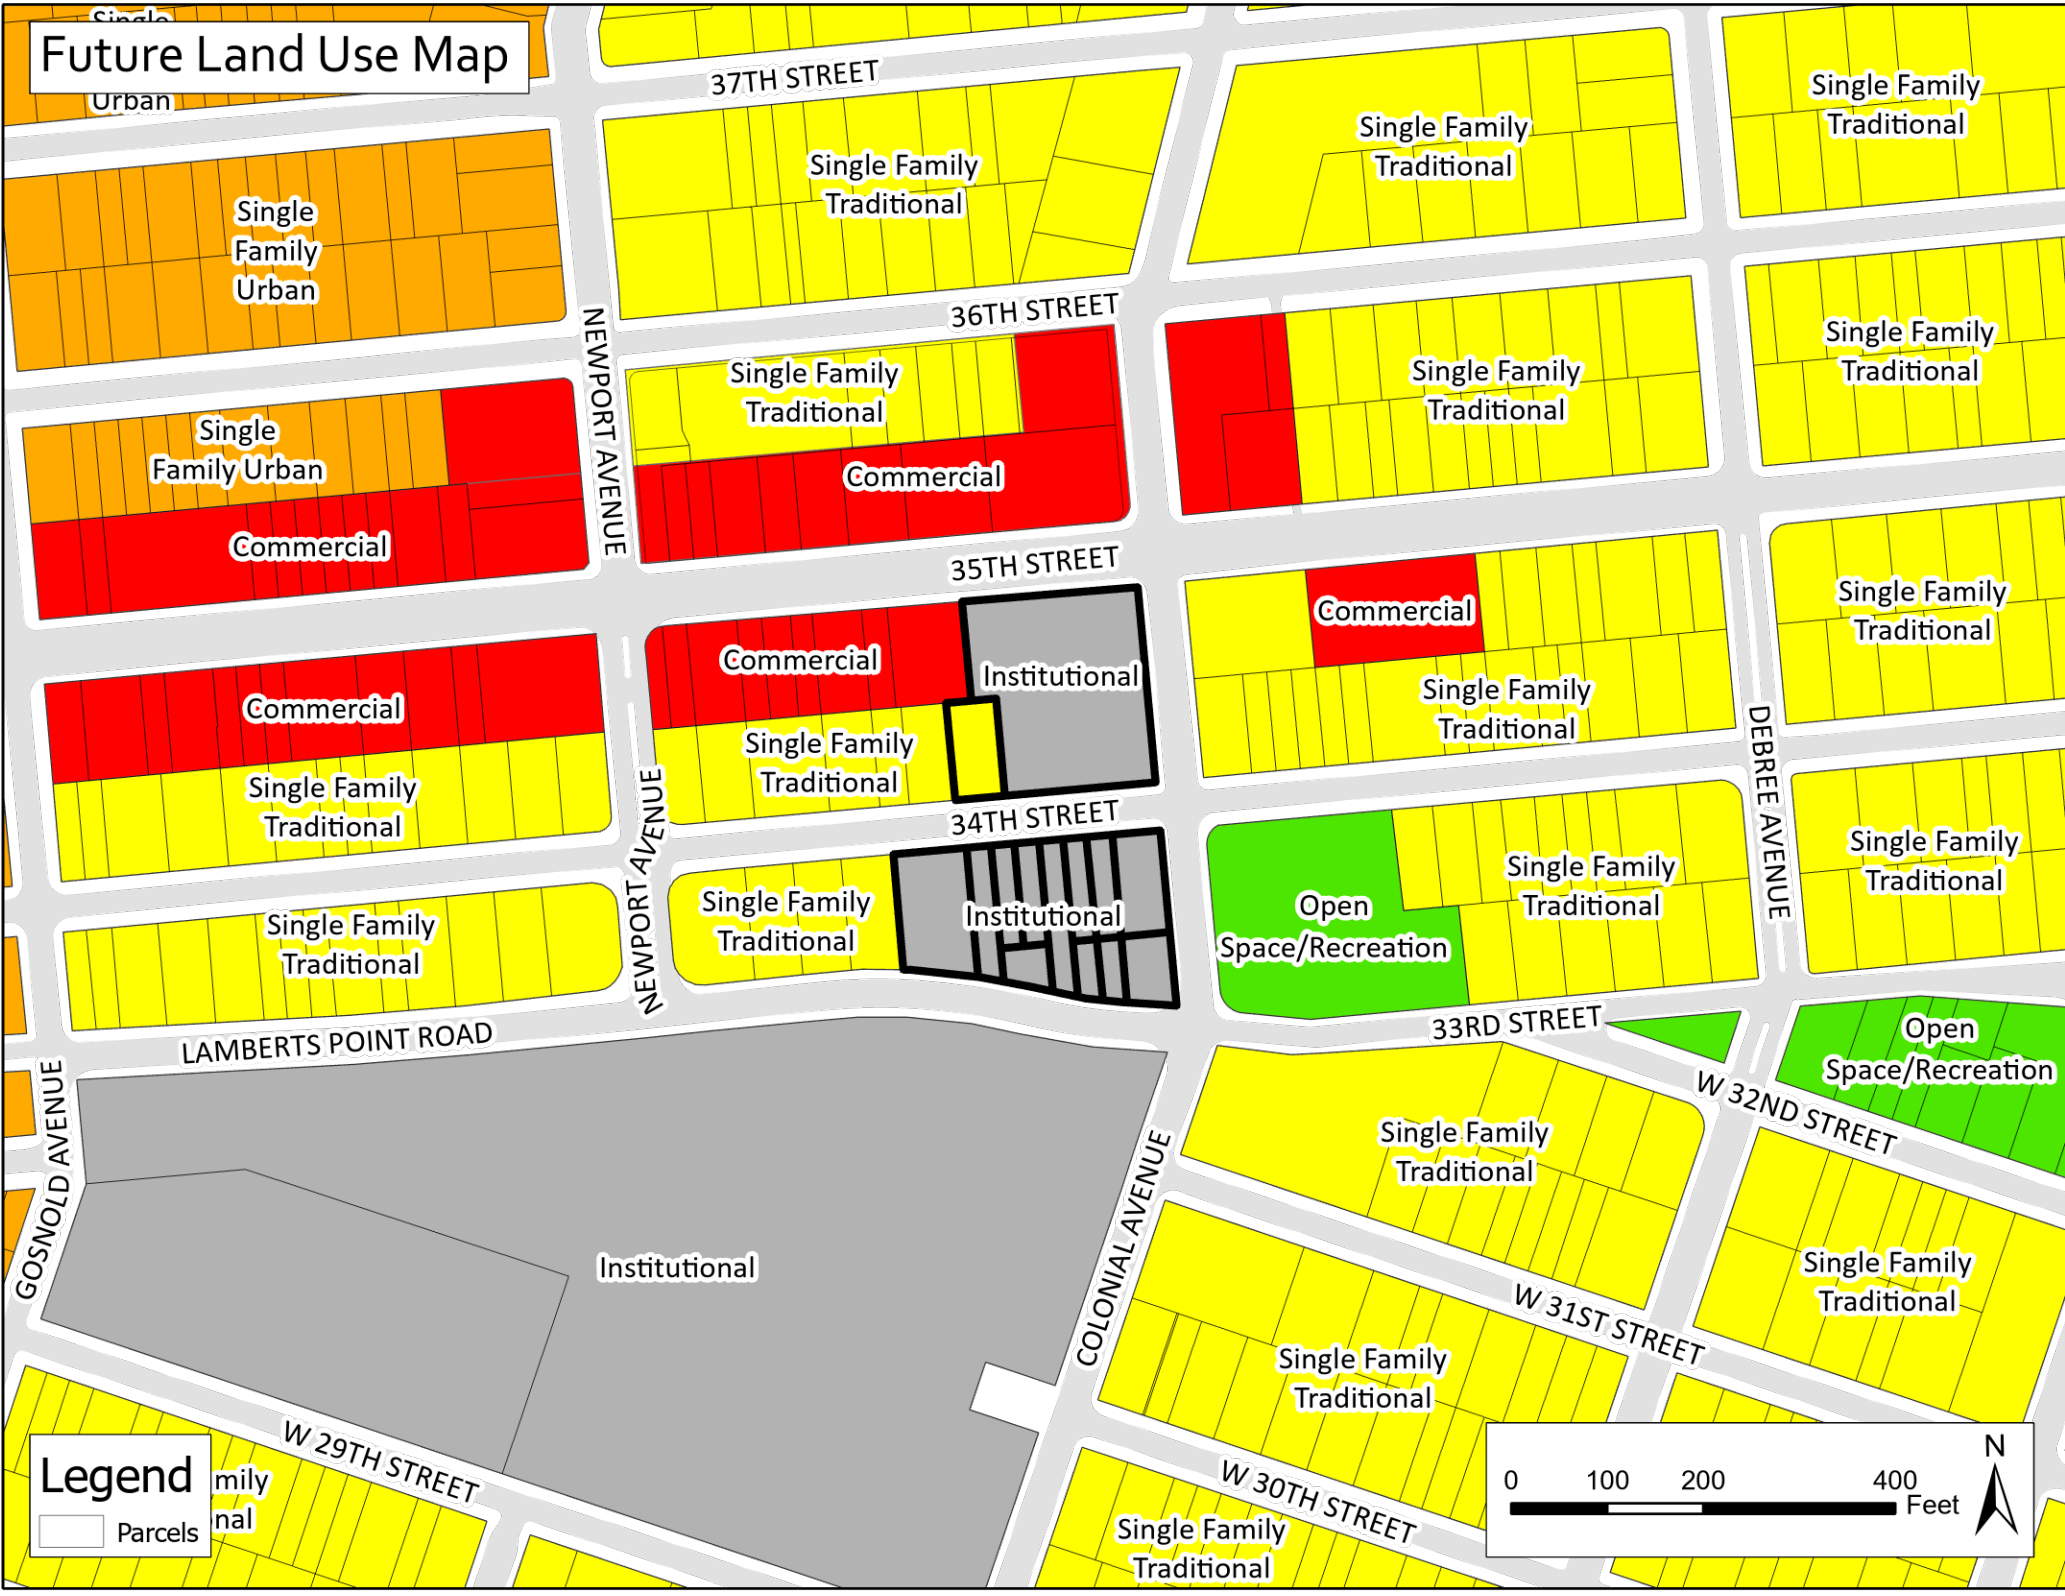 Single
Future Land Use Map
Urban
37TH STREET
Single Family
Traditional
Single Family
Traditional
Single Family
Traditional
Single
Family
Urban
36TH STREET
NEWPORT AVENUE
Single Family
Traditional
Single Family
Traditional
Single Family
Traditional
Single
Family Urban
Commercial
Commercial
35TH STREET
Single Family
Traditional
Commercial
Commercial
Institutional
Commercial
Single Family
Traditional
Single Family
Traditional
Single Family
Traditional
DEBREE AVENUE
34TH STREET
NEWPORT AVENUE
Single Family
Traditional
Single Family
Traditional
Single Family
Traditional
Institutional
Open
Space/Recreation
Single Family
Traditional
33RD STREET
LAMBERTS POINT ROAD
Open
Space/Recreation
W 32ND STREET
GOSNOLD AVENUE
Single Family
Traditional
COLONIAL AVENUE
Institutional
Single Family
Traditional
W 31ST STREET
Single Family
Traditional
W 29TH STREET
W 30TH STREET
Single Family
Traditional
mily
nal
Legend
Parcels
N
0 100 200 400
Feet